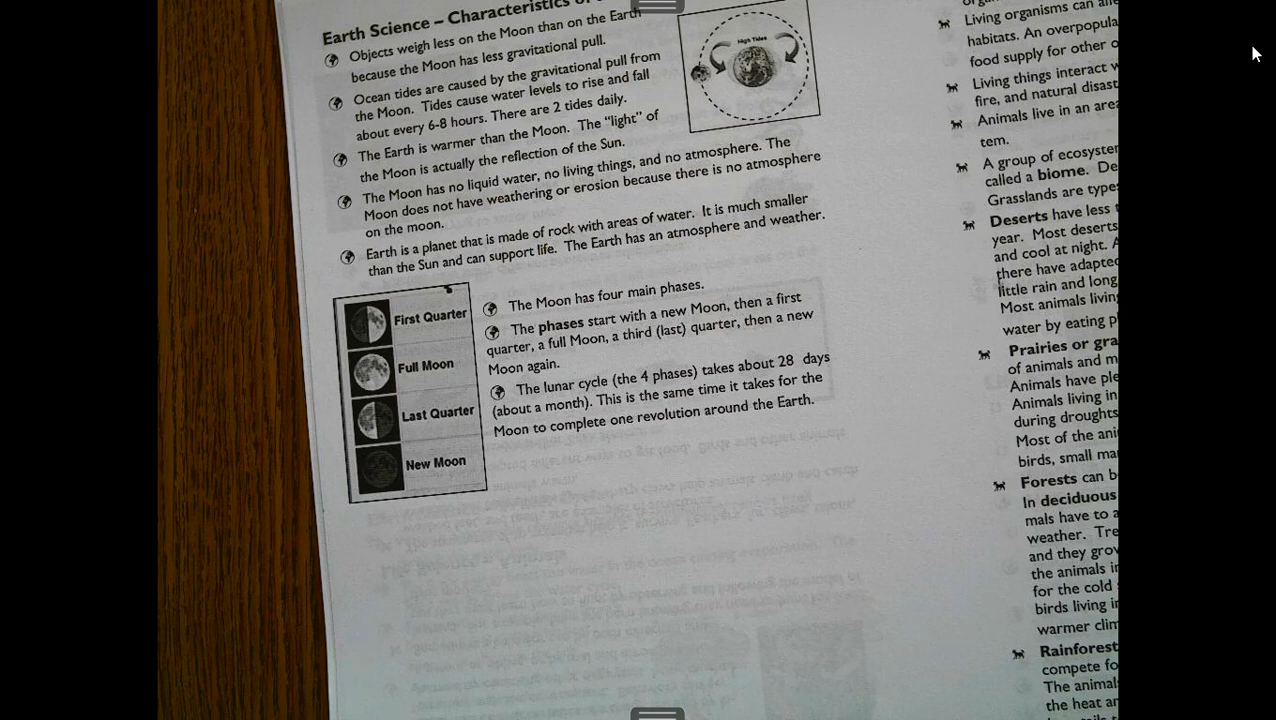 Earth Science – Characteristics of
Objects weigh less on the Moon than on the Earth
because the Moon has less gravitational pull.
Ocean tides are caused by the gravitational pull from
the Moon. Tides cause water levels to rise and fall
about every 6-8 hours. There are 2 tides daily.
The Earth is warmer than the Moon. The “light” of
the Moon is actually the reflection of the Sun.
The Moon has no liquid water, no living things, and no atmosphere. The
Moon does not have weathering or erosion because there is no atmosphere
on the moon.
Earth is a planet that is made of rock with areas of water. It is much smaller
than the Sun and can support life. The Earth has an atmosphere and weather.
High Tides
First Quarter
Full Moon
Last Quarter
New Moon
The Moon has four main phases.
The phases start with a new Moon, then a first
quarter, a full Moon, a third (last) quarter, then a new
Moon again.
The lunar cycle (the 4 phases) takes about 28 days
(about a month). This is the same time it takes for the
Moon to complete one revolution around the Earth.
Living organisms can
habitats. An overpopula
food supply for other
Living things interact
fire, and natural disast
Animals live in an area
tem.
A group of ecosyster
called a biome. De
Grasslands are type
Deserts have less
year. Most deserts
and cool at night.
there have adapted
little rain and long
Most animals livin
water by eating
Prairies or gra
of animals and m
Animals have ple
Animals living in
during droughts
Most of the ani
birds, small ma
Forests can b
In deciduous
mals have to a
weather. Tre
and they grov
the animals i
for the cold
birds living i
warmer clim
Rainforest
compete fo
The animal
the heat an